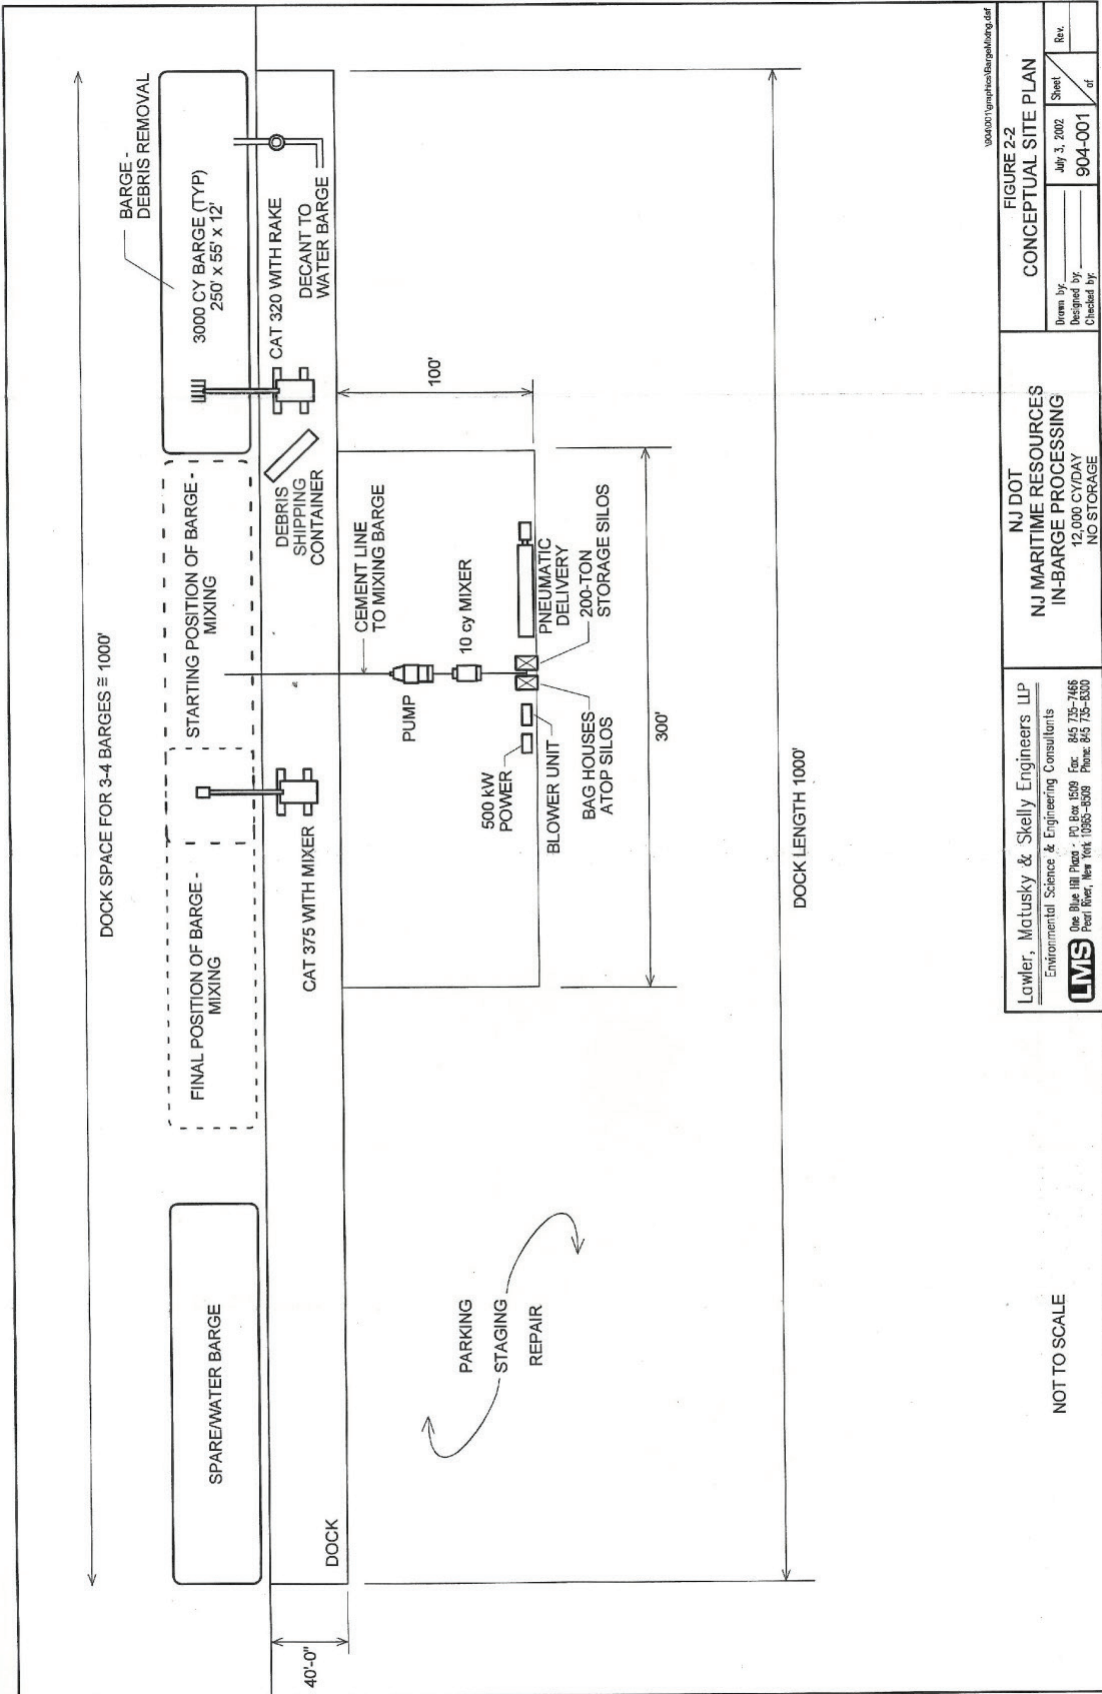 DOCK SPACE FOR 3-4 BARGES ≅ 1000'
BARGE -
DEBRIS REMOVAL
SPARE/WATER BARGE
FINAL POSITION OF BARGE -
MIXING
STARTING POSITION OF BARGE -
MIXING
3000 CY BARGE (TYP)
250' x 55' x 12'
40'-0"
DOCK
CAT 375 WITH MIXER
DEBRIS
SHIPPING
CONTAINER
CAT 320 WITH RAKE
DECANT TO
WATER BARGE
CEMENT LINE
TO MIXING BARGE
100'
PUMP
10 cy MIXER
500 kW
POWER
BLOWER UNIT
BAG HOUSES
ATOP SILOS
PNEUMATIC
DELIVERY
200-TON
STORAGE SILOS
300'
PARKING
STAGING
REPAIR
DOCK LENGTH 1000'
NOT TO SCALE
\904\001\graphics\BargeMixing.dsf
Lawler, Matusky & Skelly Engineers LLP
Environmental Science & Engineering Consultants
LMS
One Blue Hill Plaza - PO Box 1509 Fax: 845 735-7466
Pearl River, New York 10965-8509 Phone: 845 735-8300
NJ DOT
NJ MARITIME RESOURCES
IN-BARGE PROCESSING
12,000 CY/DAY
NO STORAGE
FIGURE 2-2
CONCEPTUAL SITE PLAN
Drawn by:
Designed by:
Checked by:
July 3, 2002
904-001
Sheet
of
Rev.